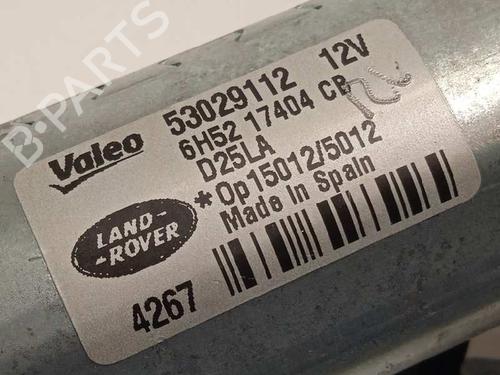 B-PARTS
Valeo
53029112 12V
6H52 17404 CB
D25LA
*Op15012/5012
Made In Spain
LAND-
-ROVER
4267